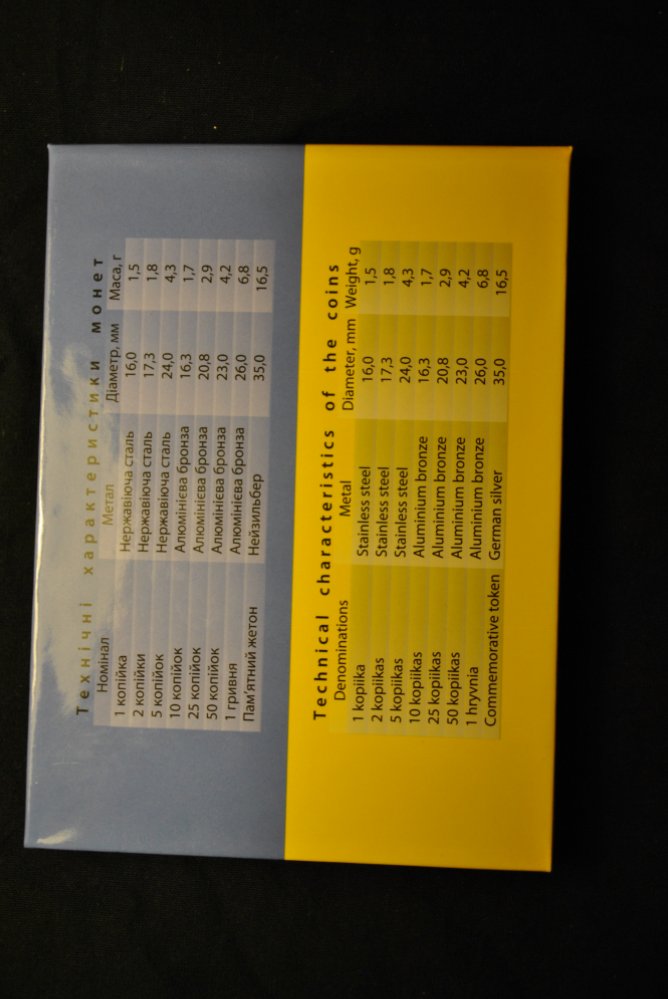 Технічні характеристики монет
Номінал Метал Діаметр, мм Маса, г
1 копійка Нержавіюча сталь 16,0 1,5
2 копійки Нержавіюча сталь 17,3 1,8
5 копійок Нержавіюча сталь 24,0 4,3
10 копійок Алюмінієва бронза 16,3 1,7
25 копійок Алюмінієва бронза 20,8 2,9
50 копійок Алюмінієва бронза 23,0 4,2
1 гривня Алюмінієва бронза 26,0 6,8
Пам'ятний жетон Нейзильбер 35,0 16,5
Technical characteristics of the coins
Denominations Metal Diameter, mm Weight, g
1 kopiika Stainless steel 16,0 1,5
2 kopiikas Stainless steel 17,3 1,8
5 kopiikas Stainless steel 24,0 4,3
10 kopiikas Aluminium bronze 16,3 1,7
25 kopiikas Aluminium bronze 20,8 2,9
50 kopiikas Aluminium bronze 23,0 4,2
1 hryvnia Aluminium bronze 26,0 6,8
Commemorative token German silver 35,0 16,5